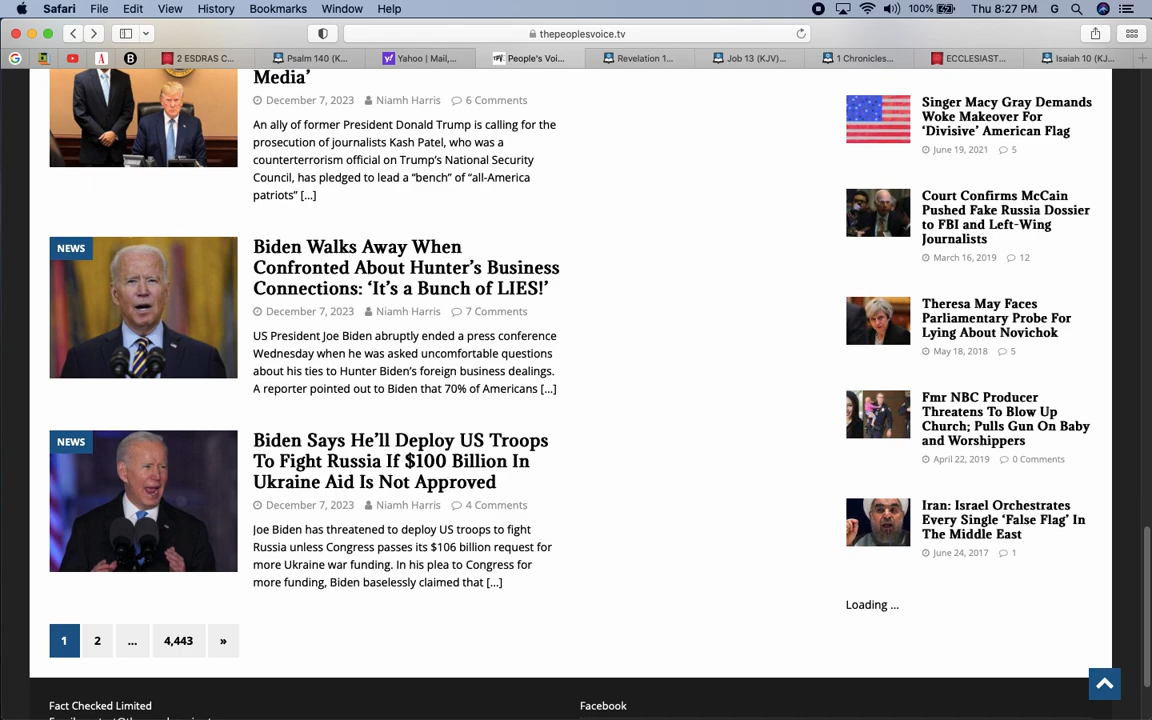 Safari File Edit View History Bookmarks Window Help 100% Thu 8:27 PM G
thepeoplesvoice.tv
2 ESDRAS C... Psalm 140 (K... Yahoo | Mail,... People's Voi... Revelation 1... Job 13 (KJV)... 1 Chronicles... ECCLESIAST... Isaiah 10 (KJ...
Media’
December 7, 2023 Niamh Harris 6 Comments
An ally of former President Donald Trump is calling for the
prosecution of journalists Kash Patel, who was a
counterterrorism official on Trump’s National Security
Council, has pledged to lead a “bench” of “all-America
patriots” [...]
NEWS
Biden Walks Away When
Confronted About Hunter’s Business
Connections: ‘It’s a Bunch of LIES!’
December 7, 2023 Niamh Harris 7 Comments
US President Joe Biden abruptly ended a press conference
Wednesday when he was asked uncomfortable questions
about his ties to Hunter Biden’s foreign business dealings.
A reporter pointed out to Biden that 70% of Americans [...]
NEWS
Biden Says He’ll Deploy US Troops
To Fight Russia If $100 Billion In
Ukraine Aid Is Not Approved
December 7, 2023 Niamh Harris 4 Comments
Joe Biden has threatened to deploy US troops to fight
Russia unless Congress passes its $106 billion request for
more Ukraine war funding. In his plea to Congress for
more funding, Biden baselessly claimed that [...]
1 2 ... 4,443 »
Singer Macy Gray Demands
Woke Makeover For
‘Divisive’ American Flag
June 19, 2021 5
Court Confirms McCain
Pushed Fake Russia Dossier
to FBI and Left-Wing
Journalists
March 16, 2019 12
Theresa May Faces
Parliamentary Probe For
Lying About Novichok
May 18, 2018 5
Fmr NBC Producer
Threatens To Blow Up
Church; Pulls Gun On Baby
and Worshippers
April 22, 2019 0 Comments
Iran: Israel Orchestrates
Every Single ‘False Flag’ In
The Middle East
June 24, 2017 1
Loading ...
Fact Checked Limited
Facebook